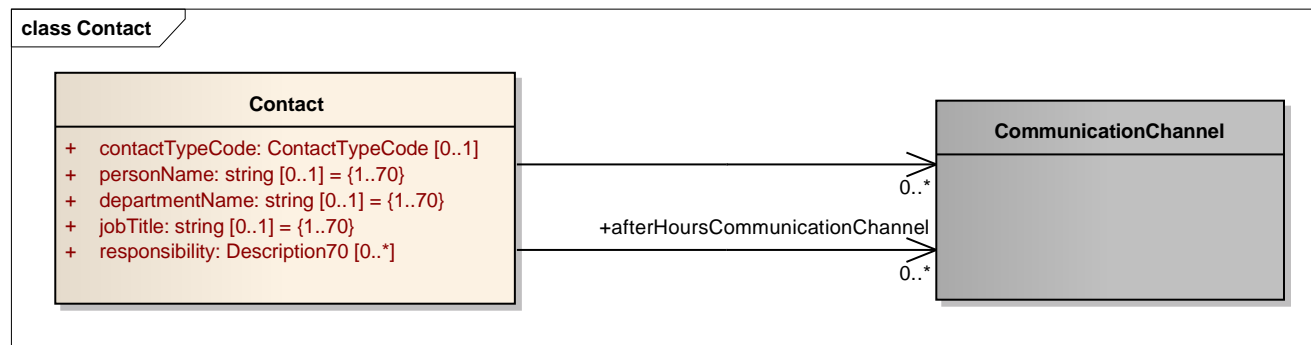 class Contact
Contact
+ contactTypeCode: ContactTypeCode [0..1]
+ personName: string [0..1] = {1..70}
+ departmentName: string [0..1] = {1..70}
+ jobTitle: string [0..1] = {1..70}
+ responsibility: Description70 [0..*]
CommunicationChannel
0..*
+afterHoursCommunicationChannel
0..*